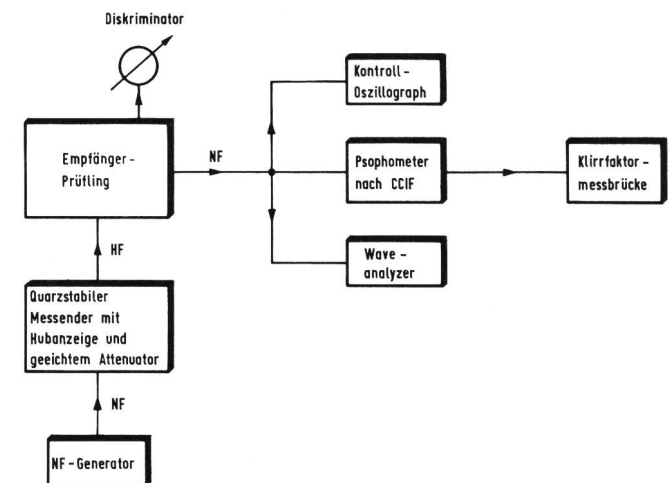 Diskriminator
Empfänger-
Prüfling
NF
Kontroll-
Oszillograph
Psophometer
nach CCIF
Klirrfaktor-
messbrücke
Wave-
analyzer
HF
Quarzstabiler
Messender mit
Hubanzeige und
geeichtem Attenuator
NF
NF-Generator